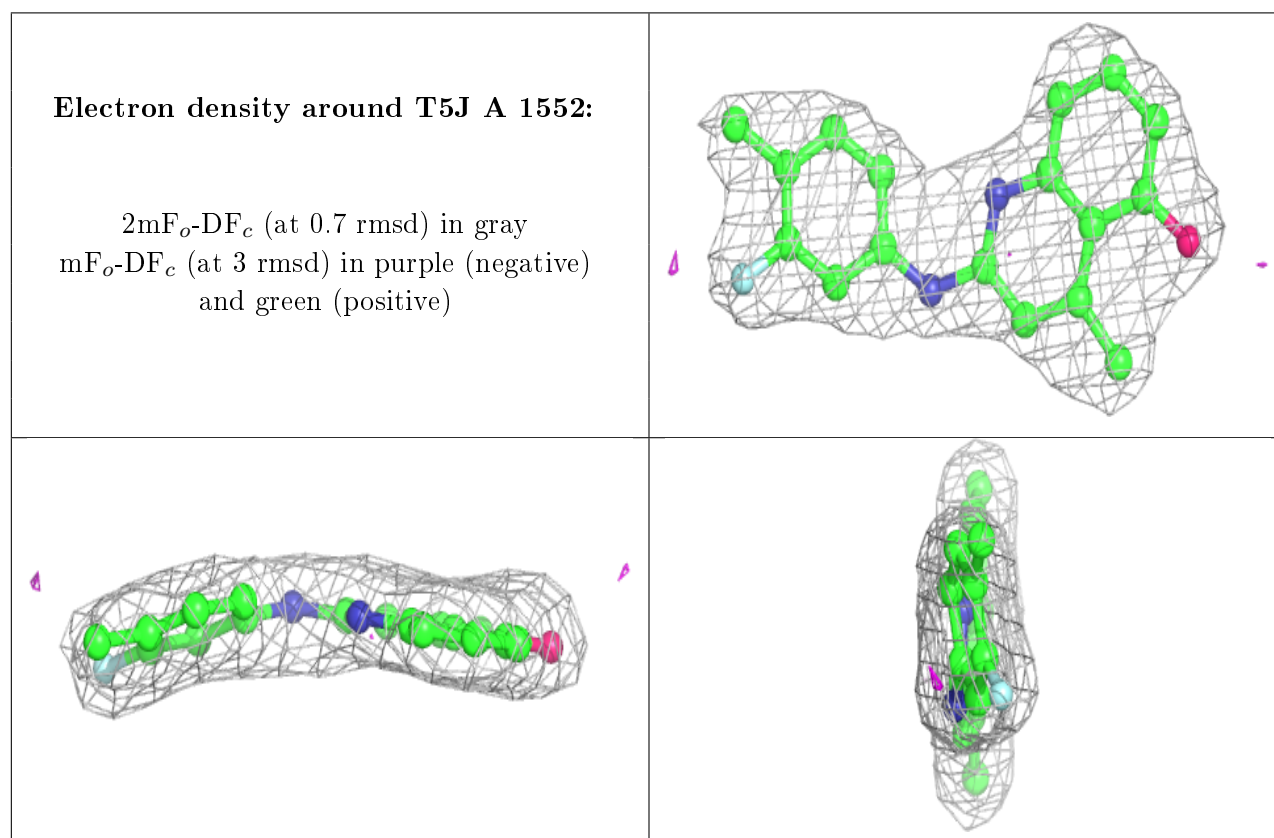 Electron density around T5J A 1552:
2mFₒ-DF𝒸 (at 0.7 rmsd) in gray
mFₒ-DF𝒸 (at 3 rmsd) in purple (negative)
and green (positive)